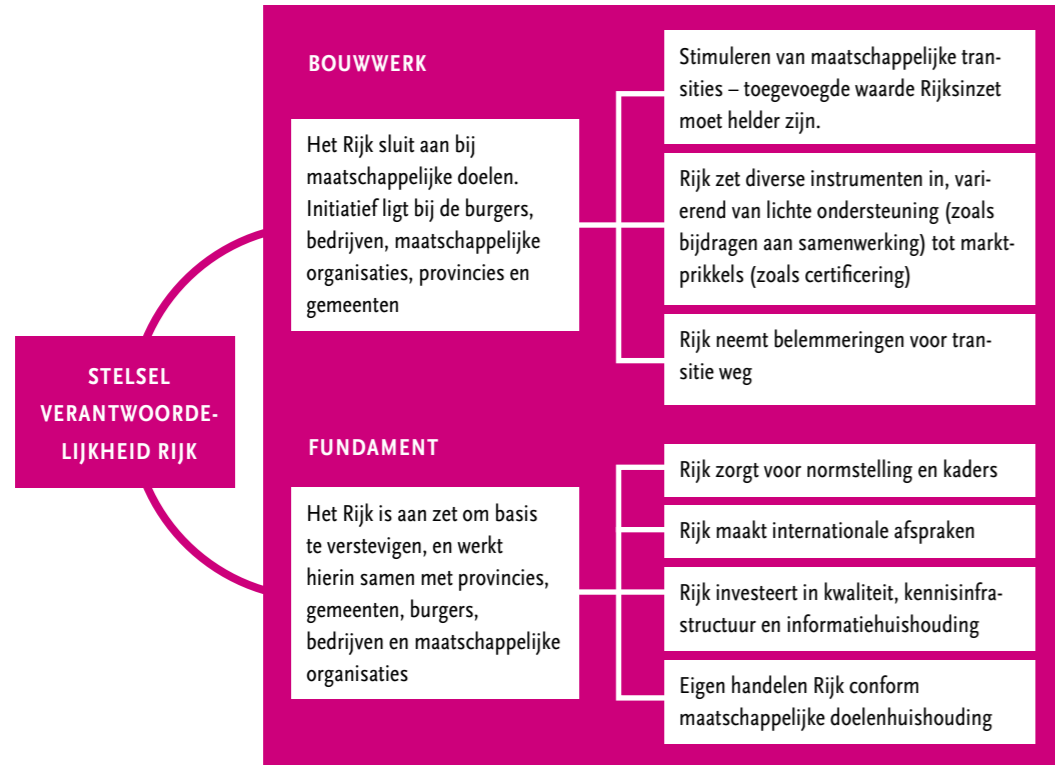 STELSEL
VERANTWOORDE-
LIJKHEID RIJK
BOUWWERK
Het Rijk sluit aan bij
maatschappelijke doelen.
Initiatief ligt bij de burgers,
bedrijven, maatschappelijke
organisaties, provincies en
gemeenten
Stimuleren van maatschappelijke tran-
sities – toegevoegde waarde Rijksinzet
moet helder zijn.
Rijk zet diverse instrumenten in, vari-
erend van lichte ondersteuning (zoals
bijdragen aan samenwerking) tot markt-
prikkels (zoals certificering)
Rijk neemt belemmeringen voor tran-
sitie weg
FUNDAMENT
Het Rijk is aan zet om basis
te verstevigen, en werkt
hierin samen met provincies,
gemeenten, burgers,
bedrijven en maatschappelijke
organisaties
Rijk zorgt voor normstelling en kaders
Rijk maakt internationale afspraken
Rijk investeert in kwaliteit, kennisinfra-
structuur en informatiehuishouding
Eigen handelen Rijk conform
maatschappelijke doelenhuishouding